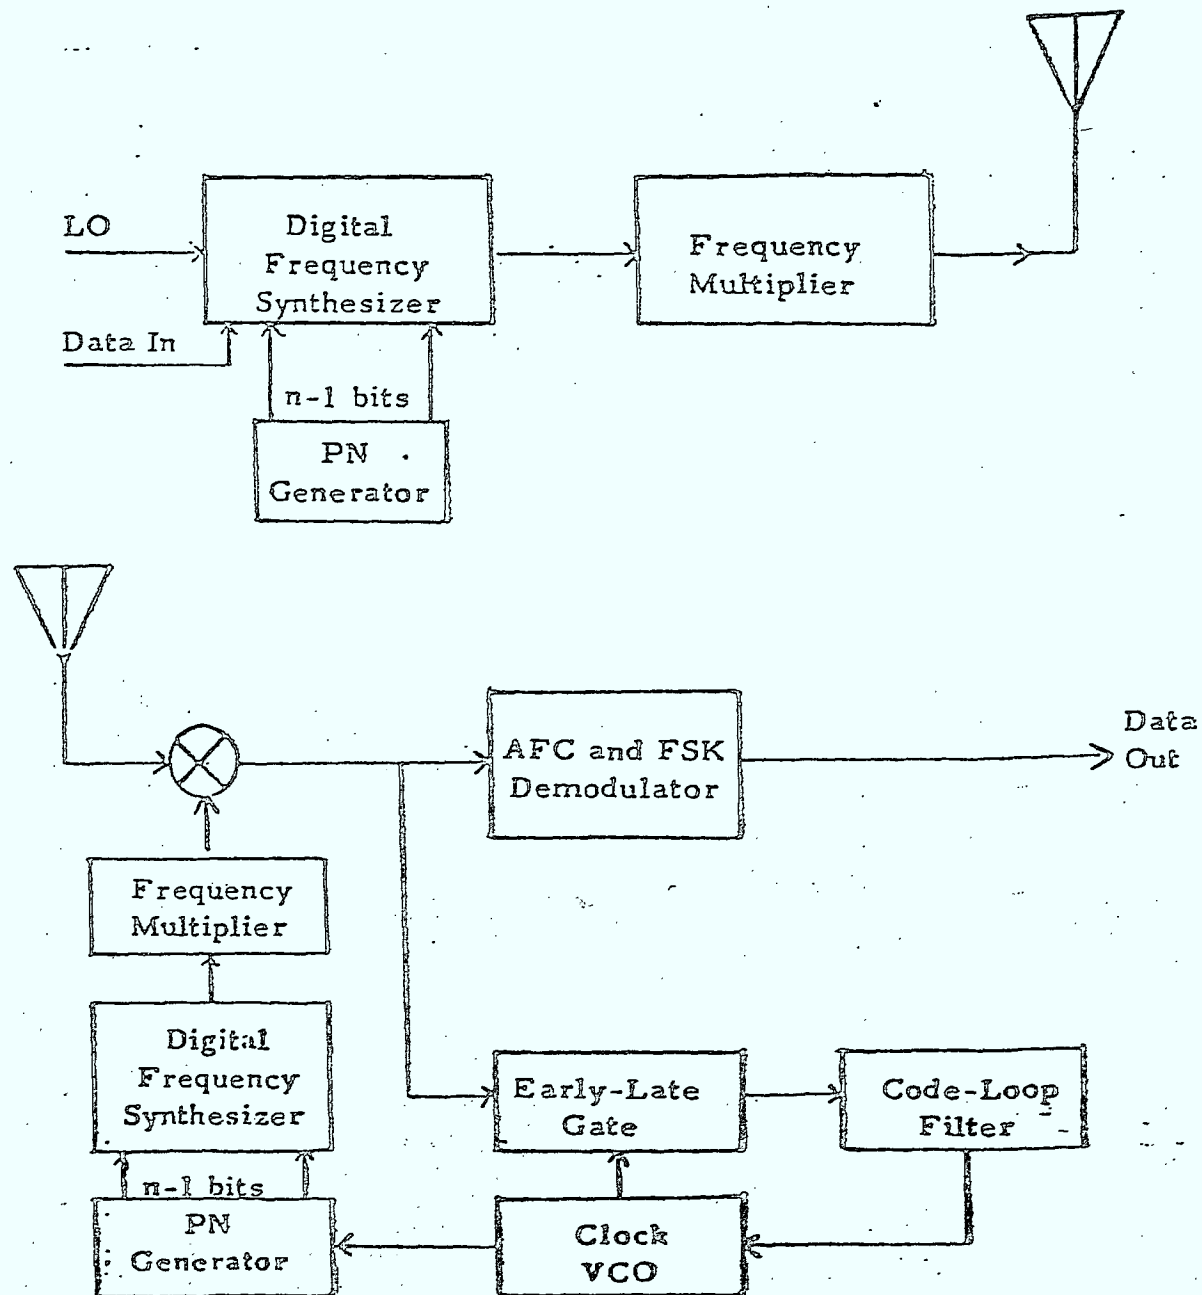 LO
Digital
Frequency
Synthesizer
Frequency
Multiplier
Data In
n-1 bits
PN
Generator
AFC and FSK
Demodulator
Data
Out
Frequency
Multiplier
Digital
Frequency
Synthesizer
Early-Late
Gate
Code-Loop
Filter
n-1 bits
PN
Generator
Clock
VCO